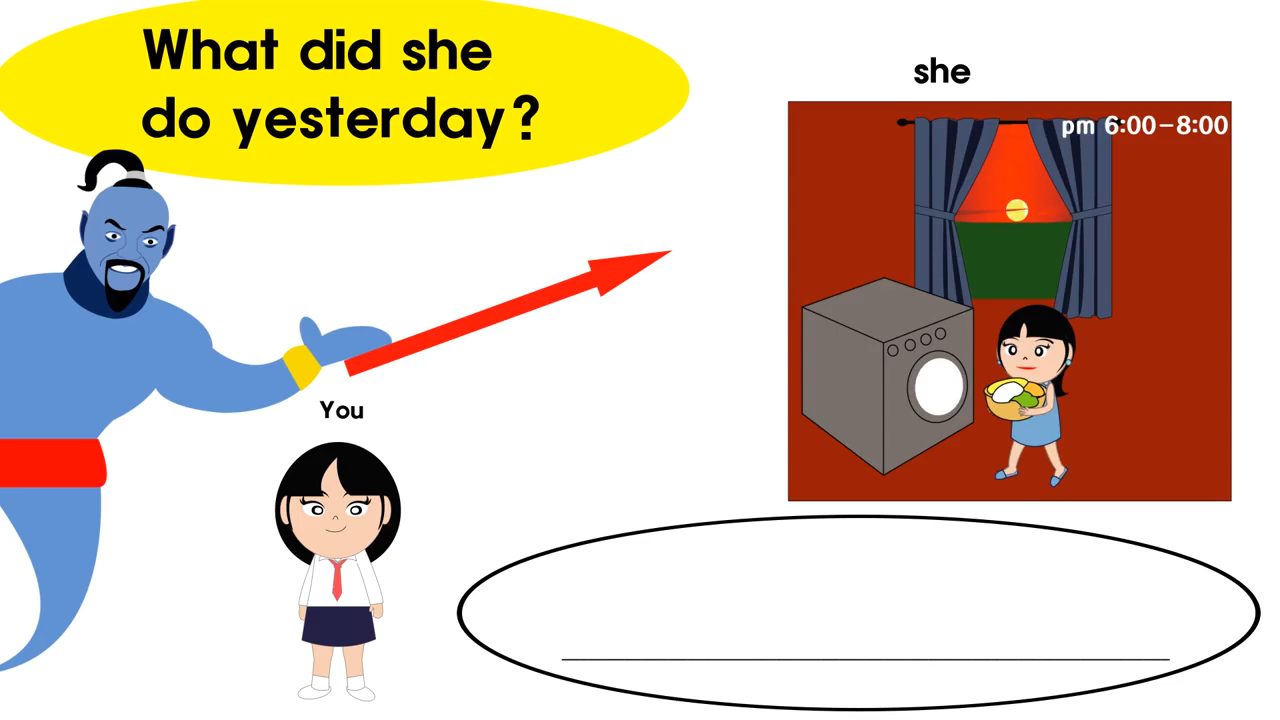 What did she
do yesterday?
she
pm 6:00-8:00
You